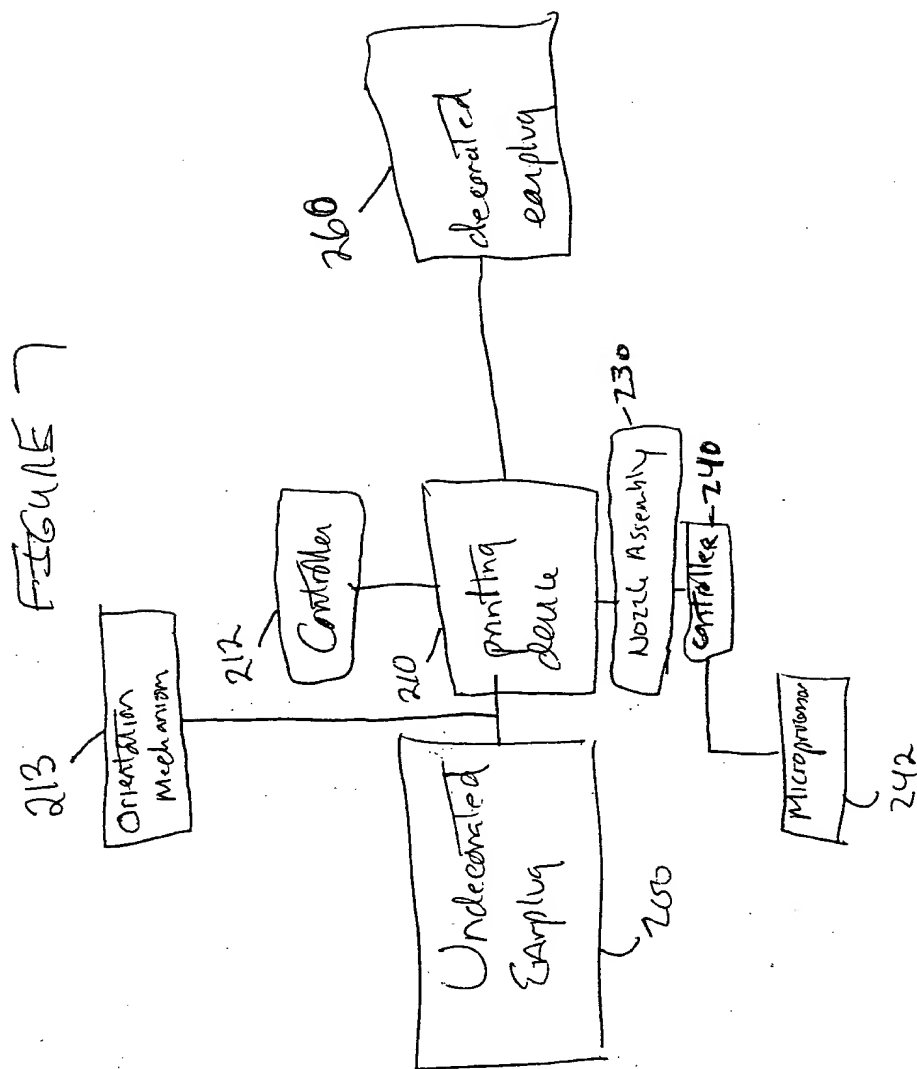 FIGURE 7
213
Orientation
Mechanism
212
Controller
260
decorated
earplug
210
printing
device
Undecorated
EArplug
200
Nozzle Assembly
230
controlleR
240
Microprocessor
242